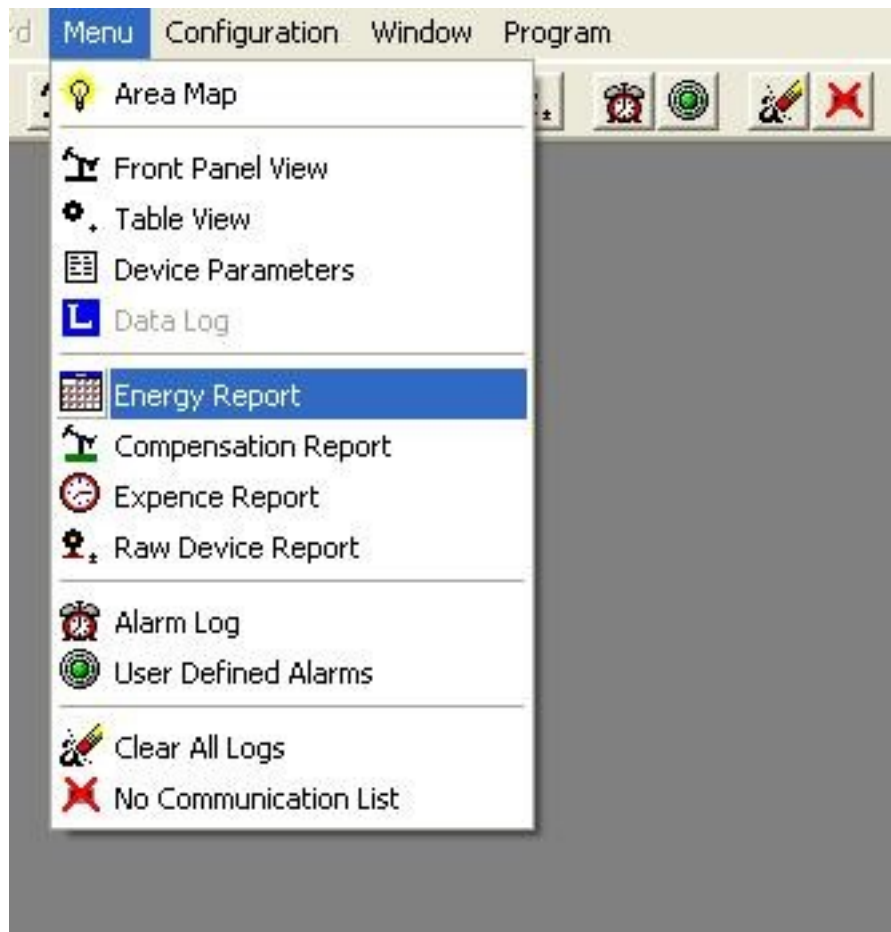 Menu Configuration Window Program
Area Map
Front Panel View
Table View
Device Parameters
Data Log
Energy Report
Compensation Report
Expence Report
Raw Device Report
Alarm Log
User Defined Alarms
Clear All Logs
No Communication List